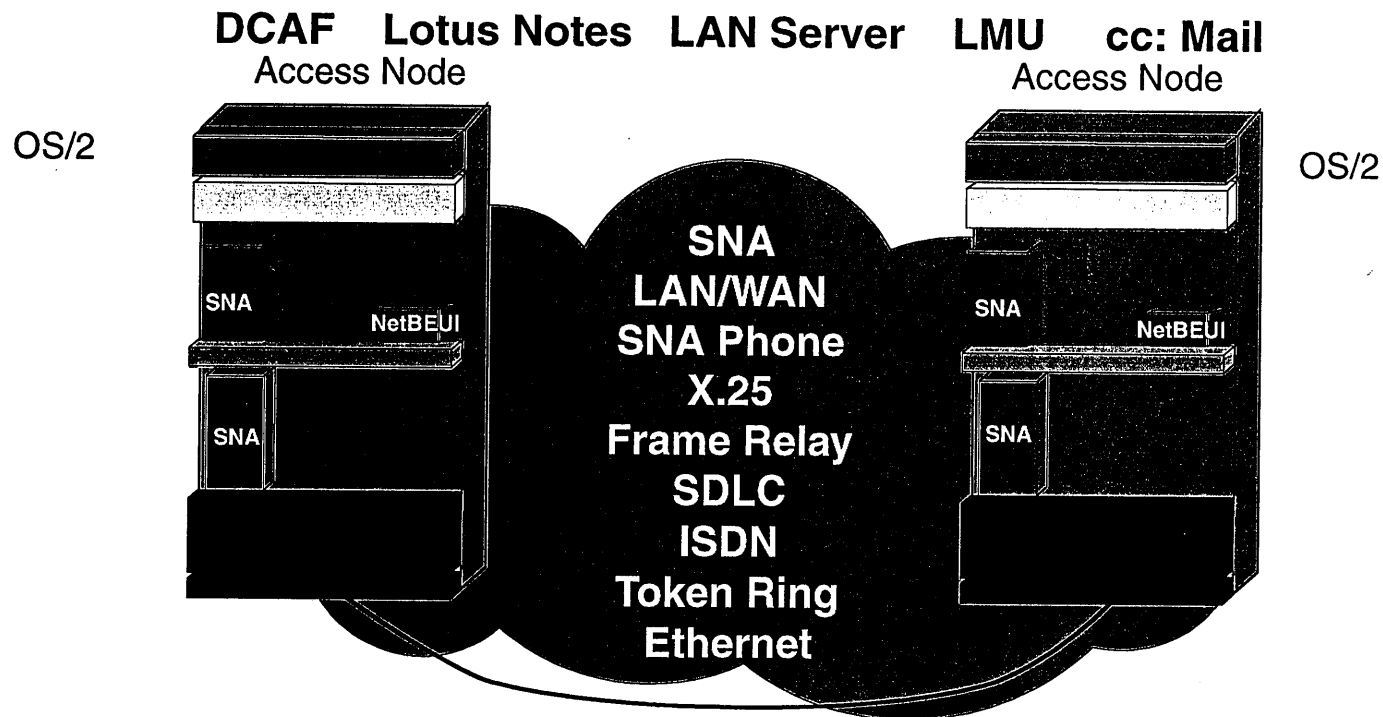 DCAF Lotus Notes LAN Server LMU cc: Mail
Access Node
Access Node
OS/2
OS/2
SNA
NetBEUI
SNA
SNA
LAN/WAN
SNA Phone
X.25
Frame Relay
SDLC
ISDN
Token Ring
Ethernet
SNA
NetBEUI
SNA